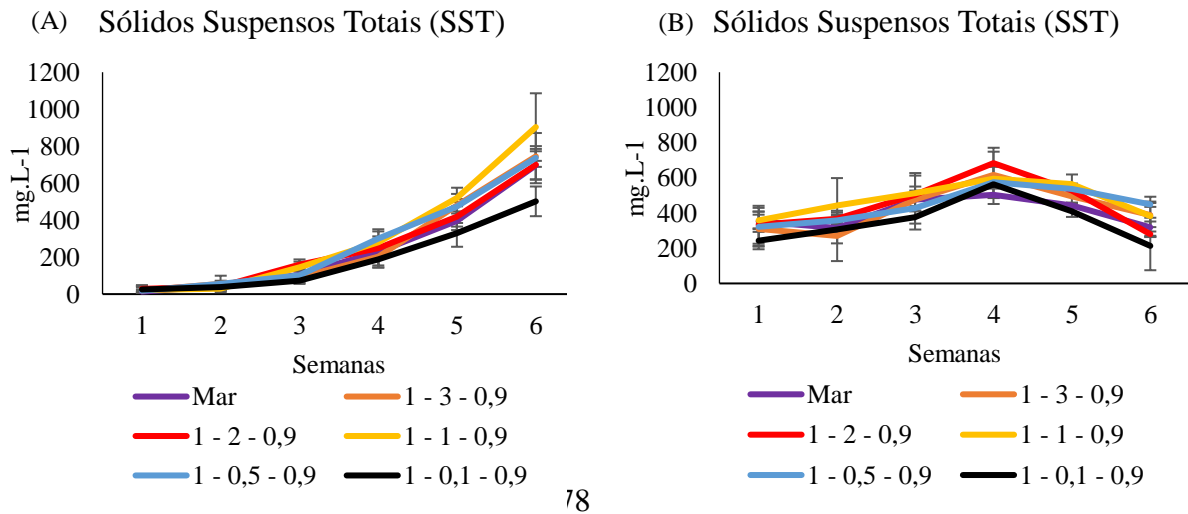 (A) Sólidos Suspensos Totais (SST)
1200
1000
800
600
400
200
0
mg.L-1
1 2 3 4 5 6
Semanas
Mar 1 - 3 - 0,9
1 - 2 - 0,9 1 - 1 - 0,9
1 - 0,5 - 0,9 1 - 0,1 - 0,9
(B) Sólidos Suspensos Totais (SST)
1200
1000
800
600
400
200
0
mg.L-1
1 2 3 4 5 6
Semanas
Mar 1 - 3 - 0,9
1 - 2 - 0,9 1 - 1 - 0,9
1 - 0,5 - 0,9 1 - 0,1 - 0,9
78